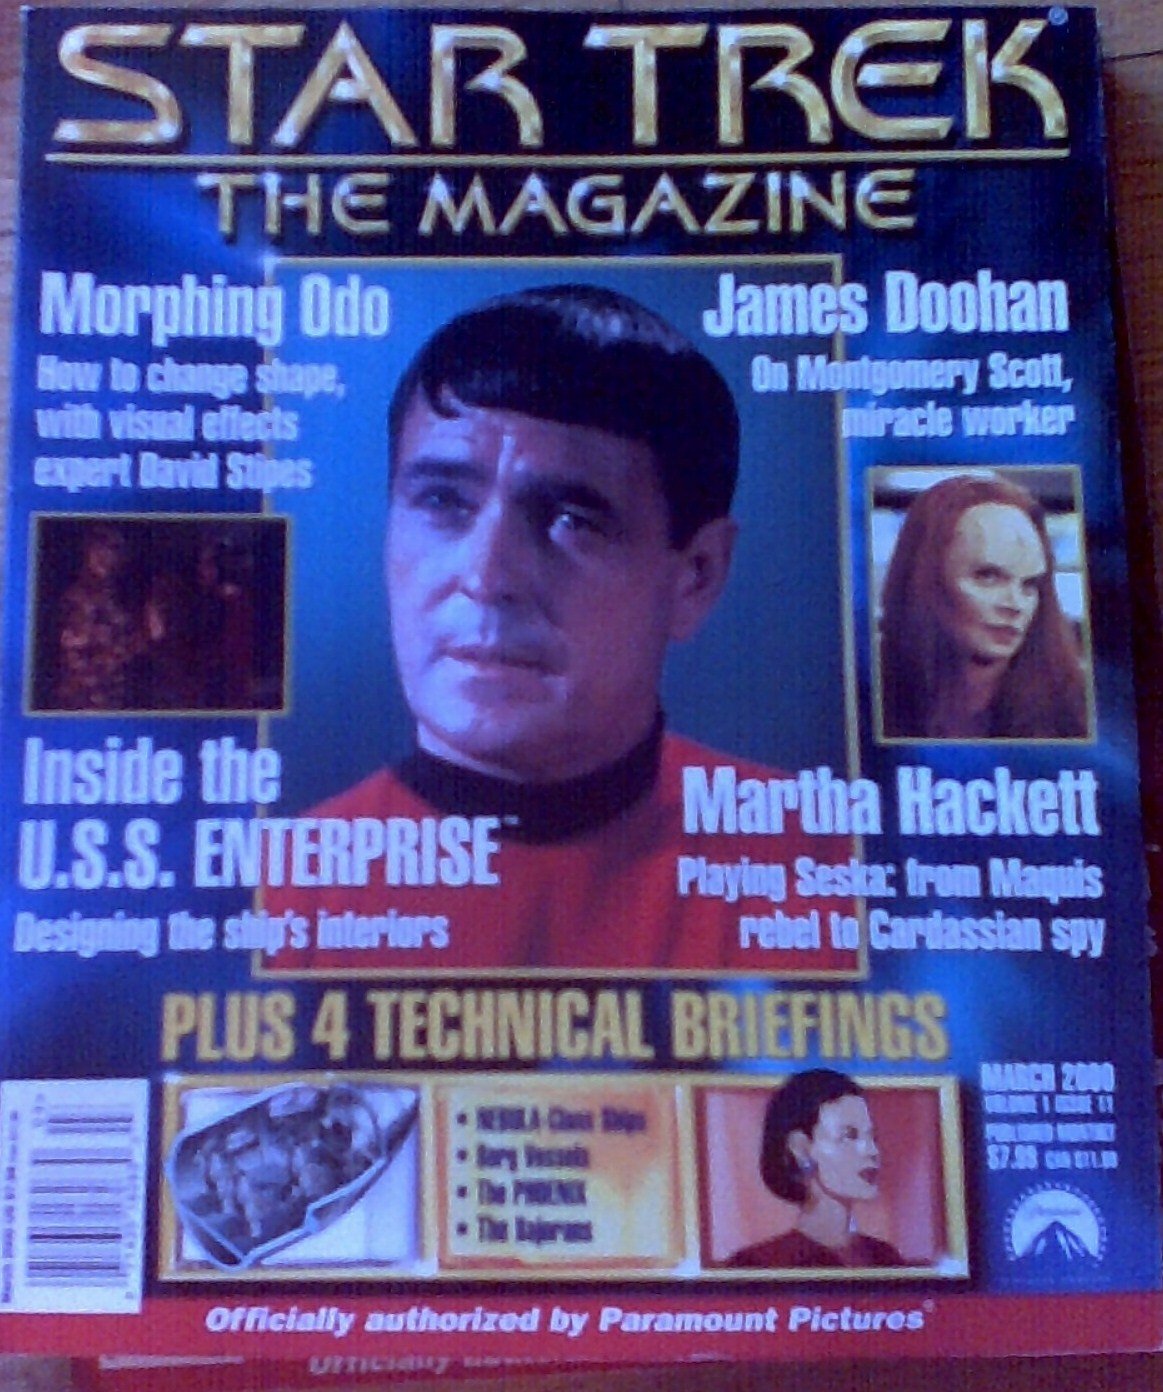 STAR TREK®
THE MAGAZINE
Morphing Odo
How to change shape,
with visual effects
expert David Stipes
James Doohan
On Montgomery Scott,
miracle worker
Inside the
U.S.S. ENTERPRISE™
Designing the ship's interiors
Martha Hackett
Playing Seska: from Maquis
rebel to Cardassian spy
PLUS 4 TECHNICAL BRIEFINGS
• NEBULA-Class Ships
• Borg Vessels
• The PHOENIX
• The Bajorans
MARCH 2000
VOLUME 1 ISSUE 11
PUBLISHED MONTHLY
$7.99 CAN $11.99
Paramount
Officially authorized by Paramount Pictures®
Officially